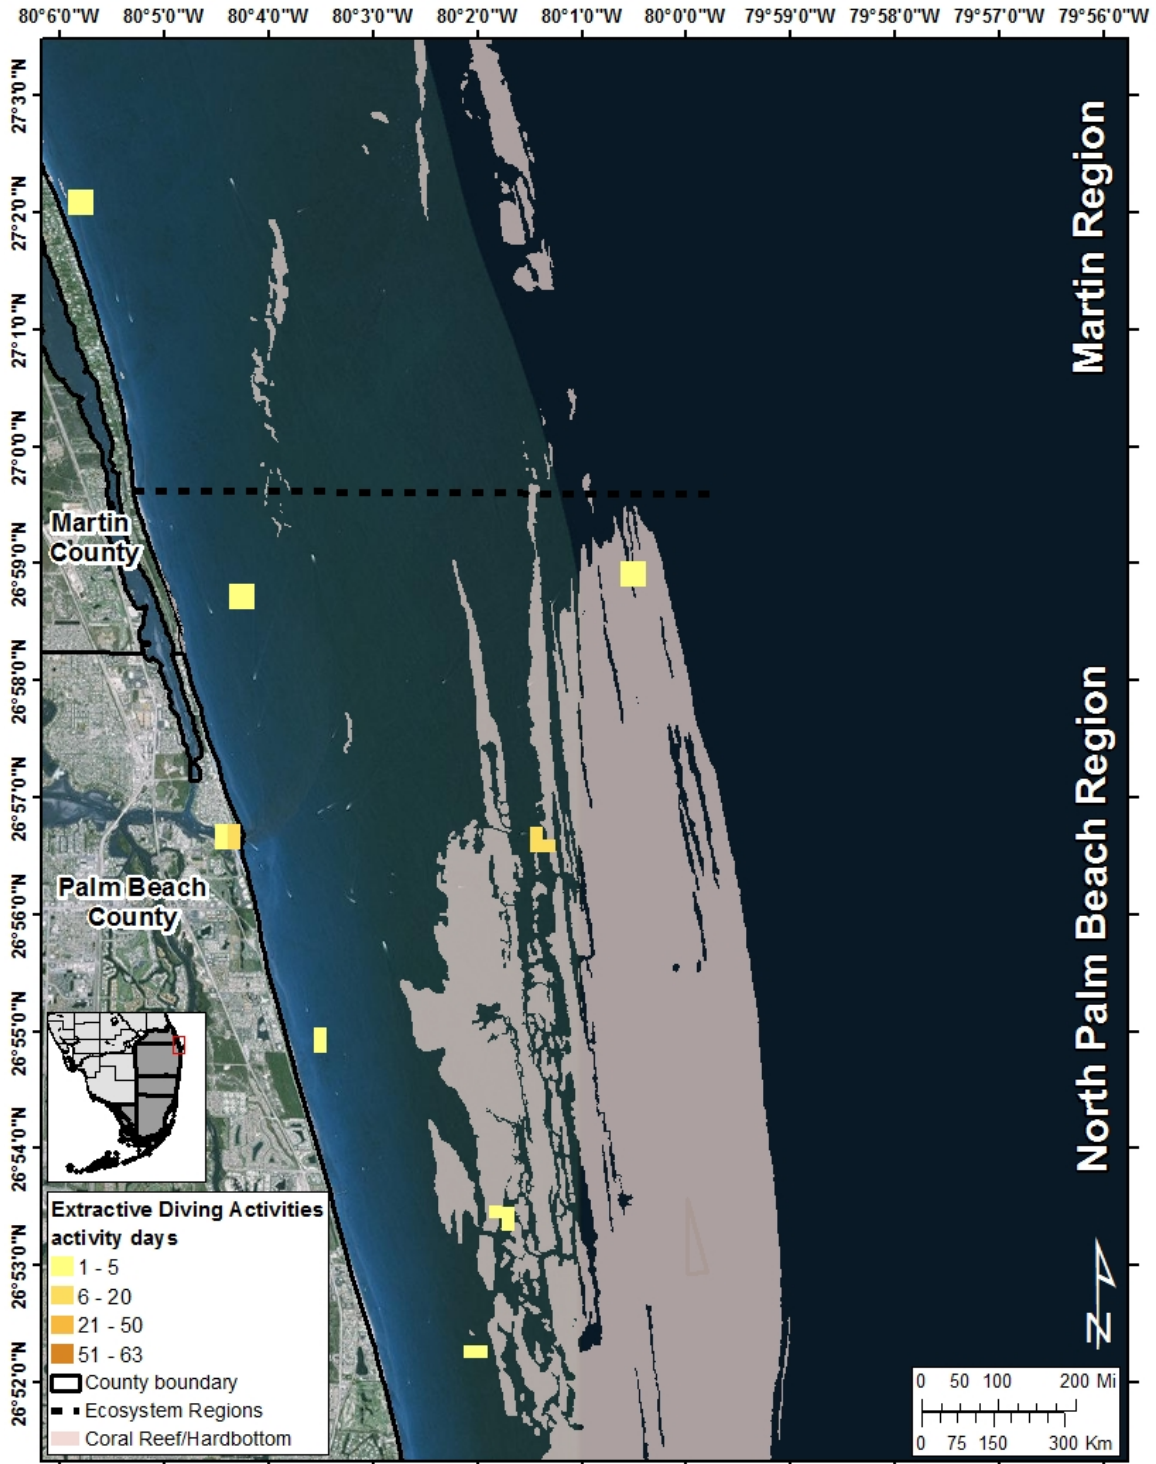 80°6'0"W 80°5'0"W 80°4'0"W 80°3'0"W 80°2'0"W 80°1'0"W 80°0'0"W 79°59'0"W 79°58'0"W 79°57'0"W 79°56'0"W
27°3'0"N
27°2'0"N
27°1'0"N
27°0'0"N
26°59'0"N
26°58'0"N
26°57'0"N
26°56'0"N
26°55'0"N
26°54'0"N
26°53'0"N
26°52'0"N
Martin Region
North Palm Beach Region
Martin
County
Palm Beach
County
Extractive Diving Activities
activity days
1 - 5
6 - 20
21 - 50
51 - 63
County boundary
Ecosystem Regions
Coral Reef/Hardbottom
N
0 50 100 200 Mi
0 75 150 300 Km